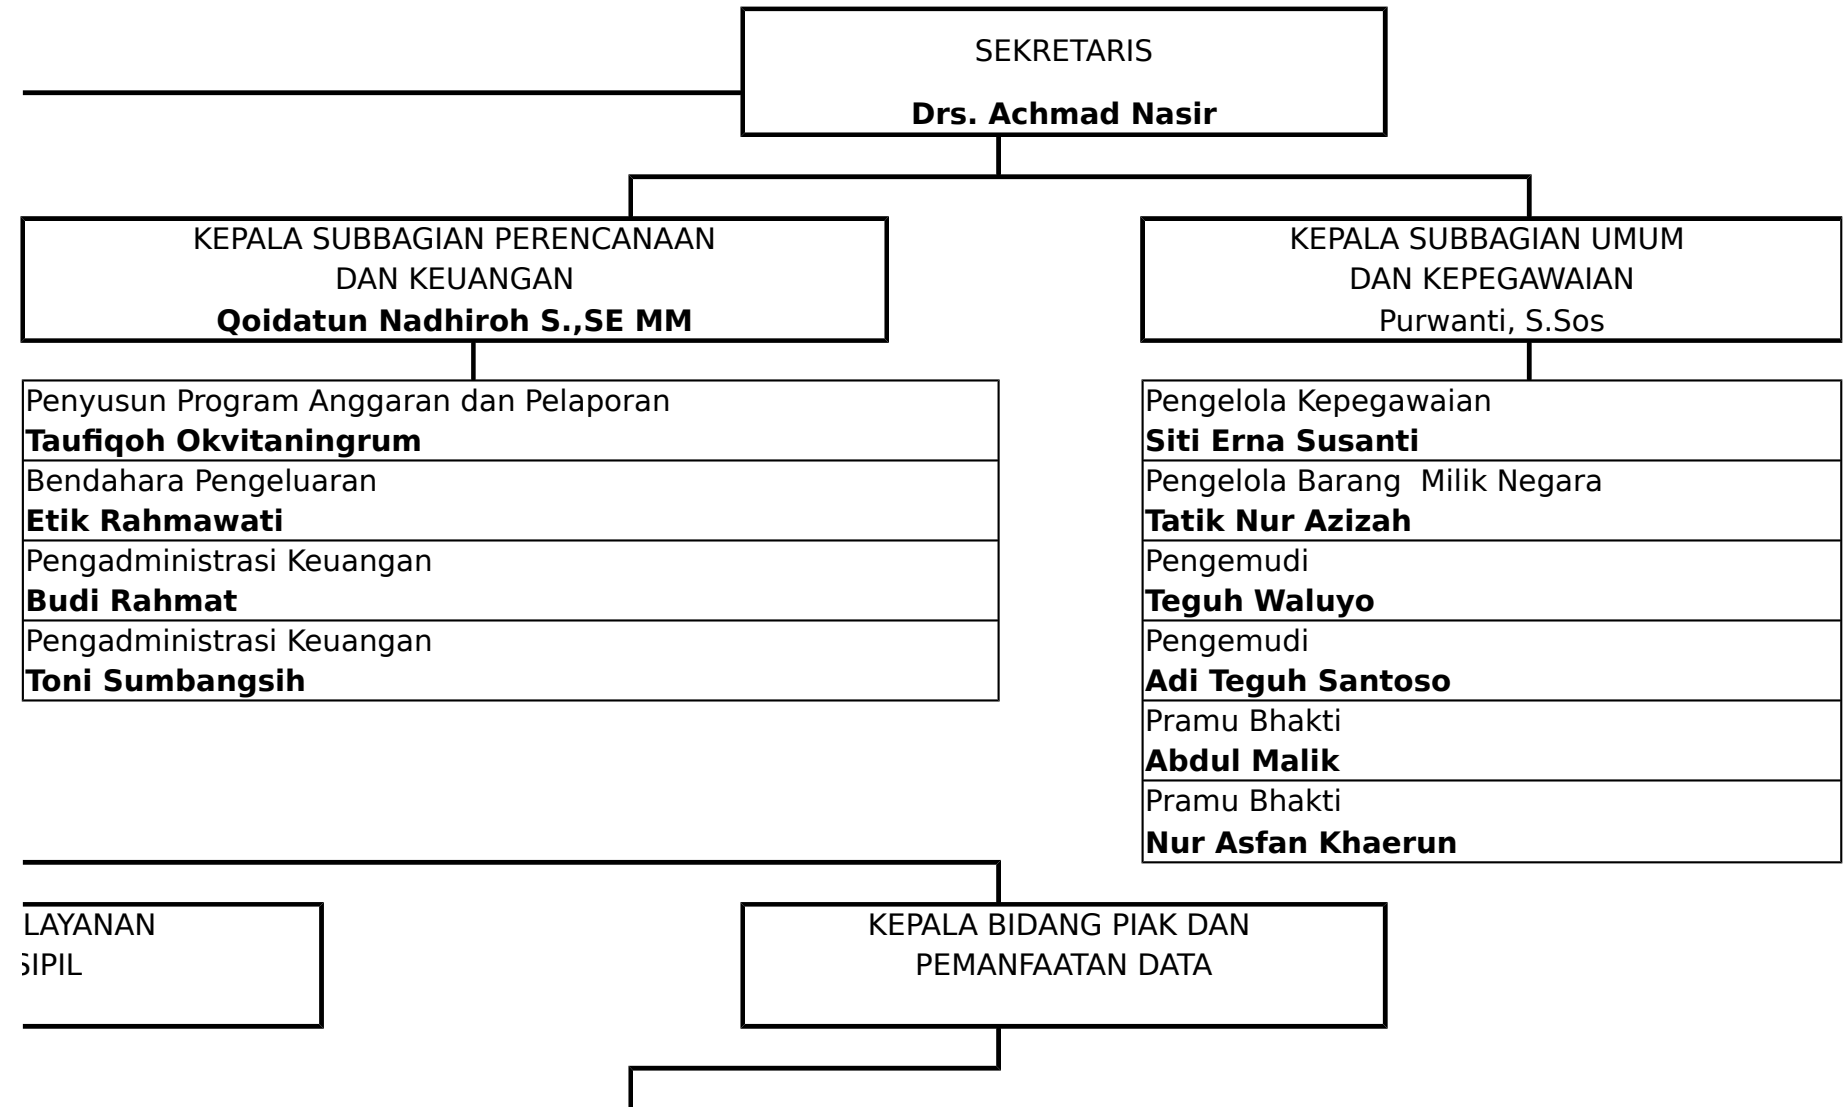 SEKRETARIS
Drs. Achmad Nasir
KEPALA SUBBAGIAN PERENCANAAN
DAN KEUANGAN
Qoidatun Nadhiroh S.,SE MM
KEPALA SUBBAGIAN UMUM
DAN KEPEGAWAIAN
Purwanti, S.Sos
Penyusun Program Anggaran dan Pelaporan
Taufiqoh Okvitaningrum
Bendahara Pengeluaran
Etik Rahmawati
Pengadministrasi Keuangan
Budi Rahmat
Pengadministrasi Keuangan
Toni Sumbangsih
Pengelola Kepegawaian
Siti Erna Susanti
Pengelola Barang  Milik Negara
Tatik Nur Azizah
Pengemudi
Teguh Waluyo
Pengemudi
Adi Teguh Santoso
Pramu Bhakti
Abdul Malik
Pramu Bhakti
Nur Asfan Khaerun
LAYANAN
SIPIL
KEPALA BIDANG PIAK DAN
PEMANFAATAN DATA